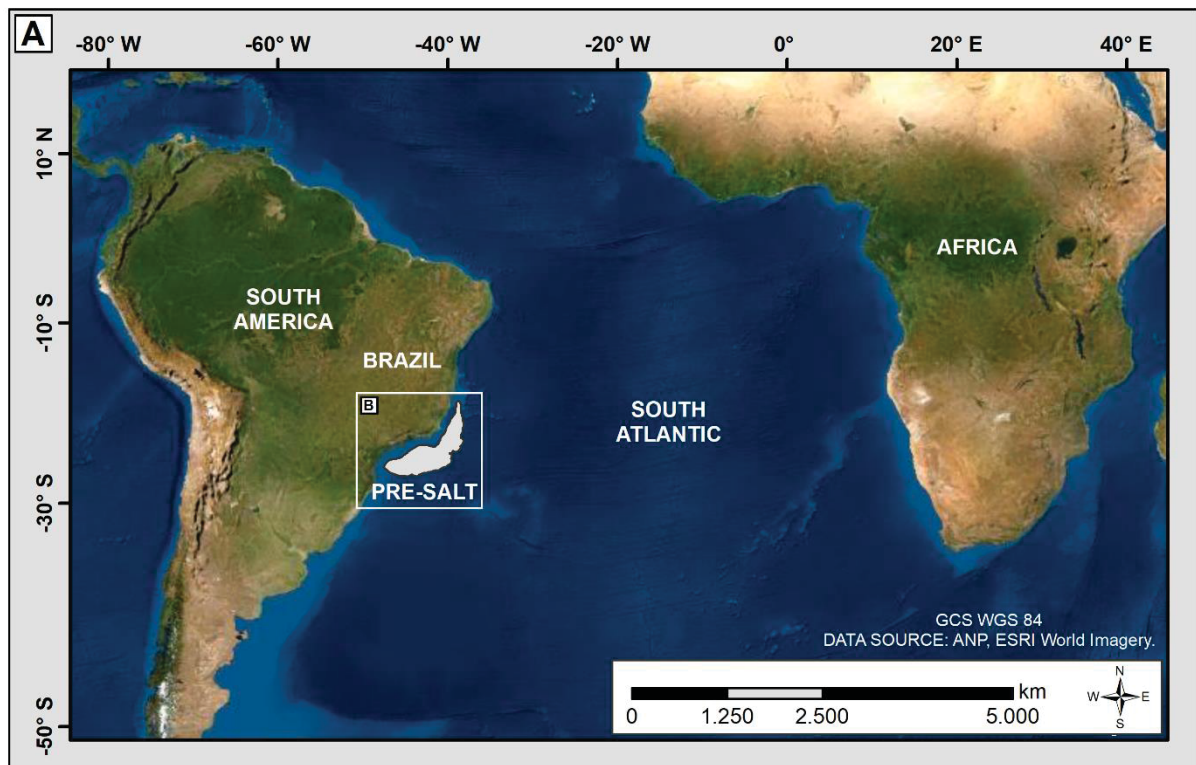 A
-80° W -60° W -40° W -20° W 0° 20° E 40° E
10° N
-10° S
-30° S
-50° S
AFRICA
SOUTH
AMERICA
BRAZIL
B
SOUTH
ATLANTIC
PRE-SALT
GCS WGS 84
DATA SOURCE: ANP, ESRI World Imagery.
km
0 1.250 2.500 5.000
N
W E
S